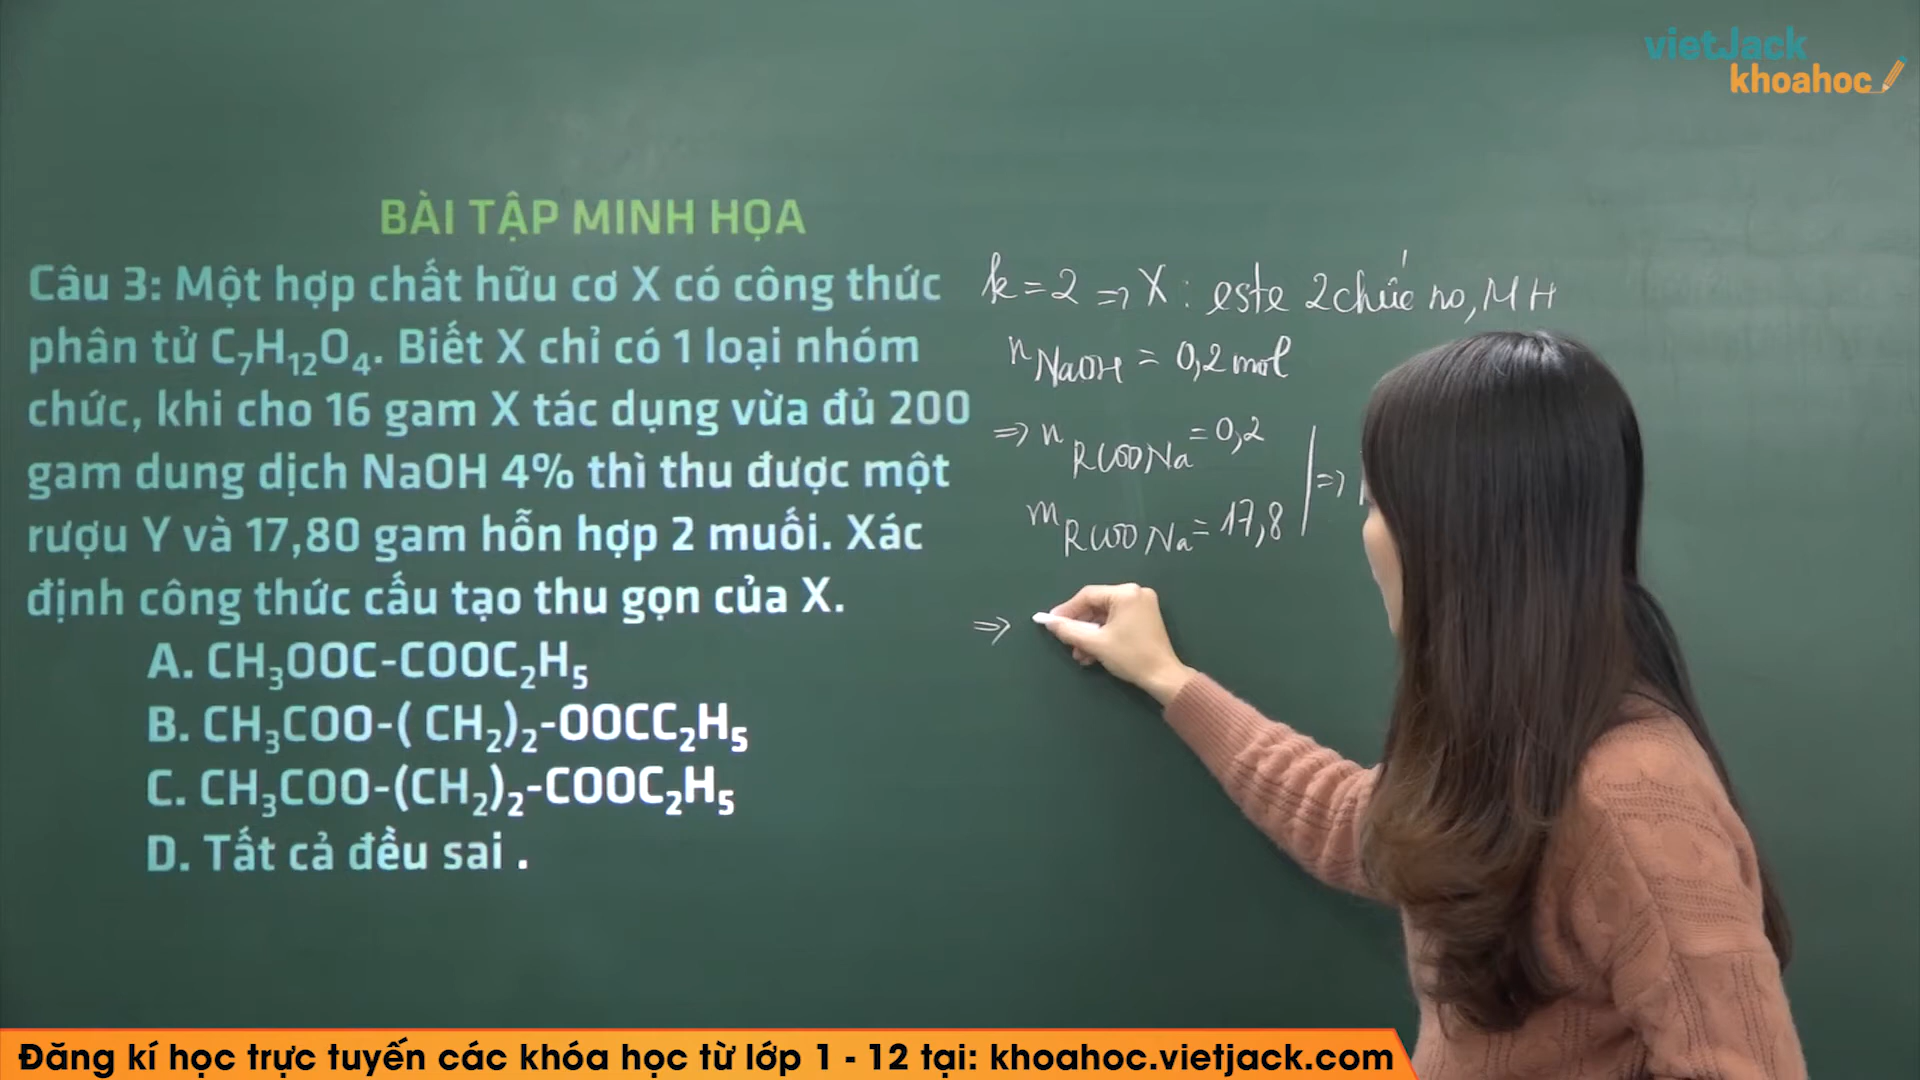 vietJack
khoahoc
BÀI TẬP MINH HỌA
Câu 3: Một hợp chất hữu cơ X có công thức
phân tử C₇H₁₂O₄. Biết X chỉ có 1 loại nhóm
chức, khi cho 16 gam X tác dụng vừa đủ 200
gam dung dịch NaOH 4% thì thu được một
rượu Y và 17,80 gam hỗn hợp 2 muối. Xác
định công thức cấu tạo thu gọn của X.
A. CH₃OOC-COOC₂H₅
B. CH₃COO-( CH₂)₂-OOCC₂H₅
C. CH₃COO-(CH₂)₂-COOC₂H₅
D. Tất cả đều sai .
k = 2 => X : este 2 chức no, MH
n NaOH = 0,2 mol
=> n RCOONa = 0,2
m RCOONa = 17,8
=>
=>
Đăng kí học trực tuyến các khóa học từ lớp 1 - 12 tại: khoahoc.vietjack.com